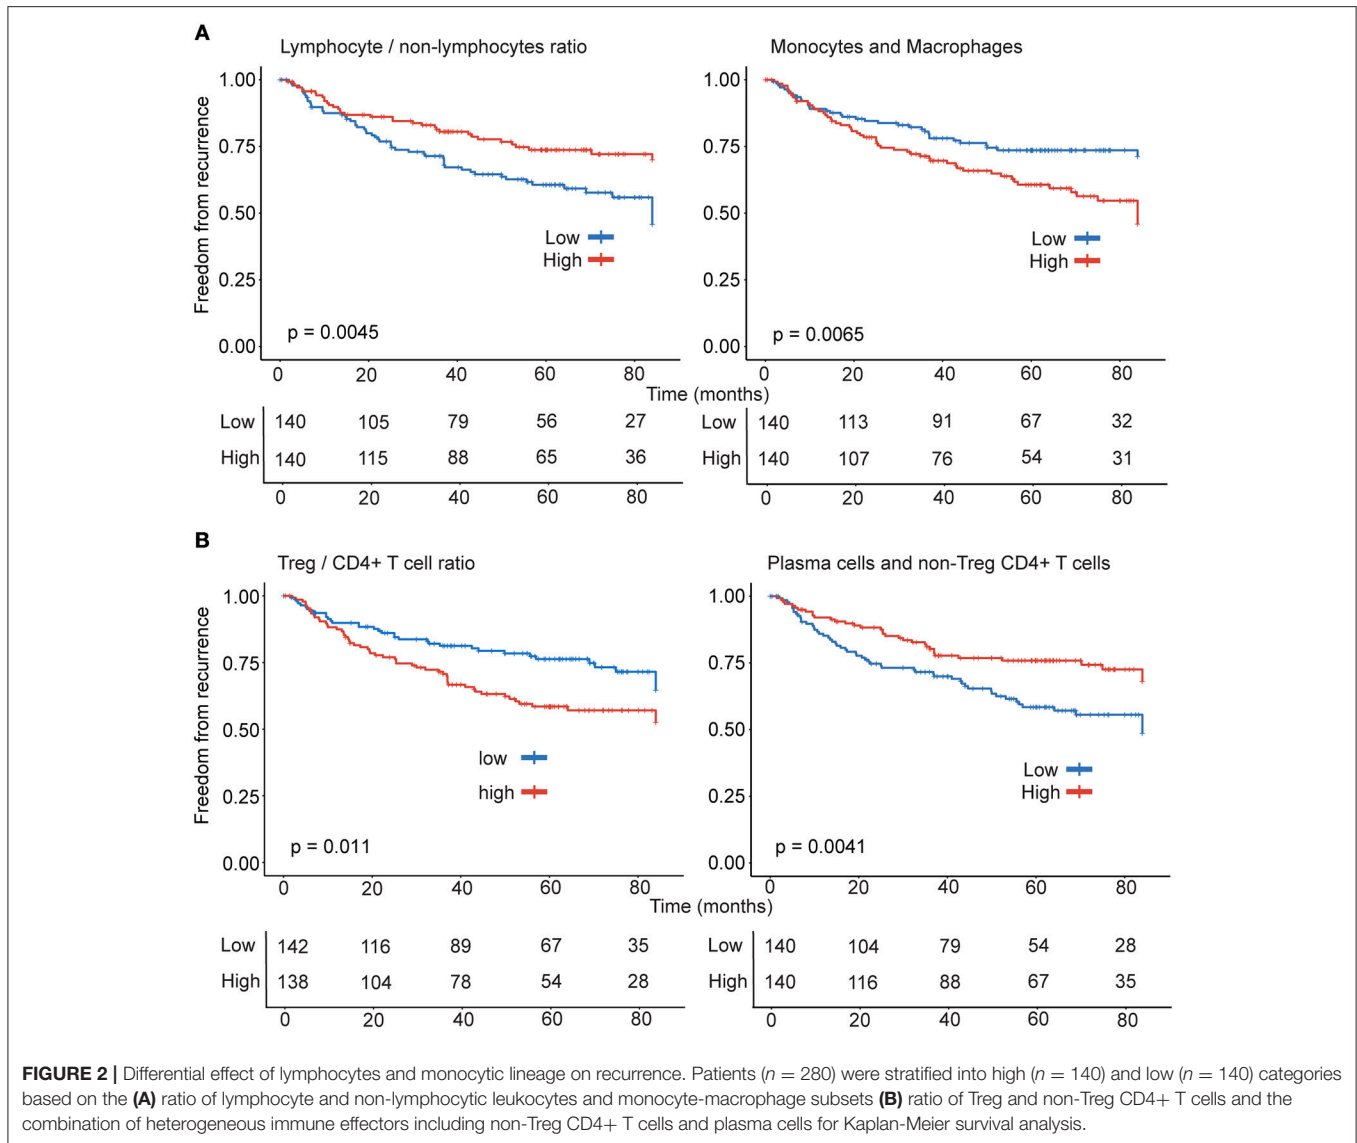 A
Lymphocyte / non-lymphocytes ratio
Monocytes and Macrophages
Freedom from recurrence
1.00
0.75
0.50
0.25
0.00
Low
High
p = 0.0045
0 20 40 60 80
1.00
0.75
0.50
0.25
0.00
Low
High
p = 0.0065
0 20 40 60 80
Time (months)
Low 140 105 79 56 27
High 140 115 88 65 36
0 20 40 60 80
Low 140 113 91 67 32
High 140 107 76 54 31
0 20 40 60 80
B
Treg / CD4+ T cell ratio
Plasma cells and non-Treg CD4+ T cells
Freedom from recurrence
1.00
0.75
0.50
0.25
0.00
low
high
p = 0.011
0 20 40 60 80
1.00
0.75
0.50
0.25
0.00
Low
High
p = 0.0041
0 20 40 60 80
Time (months)
Low 142 116 89 67 35
High 138 104 78 54 28
0 20 40 60 80
Low 140 104 79 54 28
High 140 116 88 67 35
0 20 40 60 80
FIGURE 2 | Differential effect of lymphocytes and monocytic lineage on recurrence. Patients (n = 280) were stratified into high (n = 140) and low (n = 140) categories
based on the (A) ratio of lymphocyte and non-lymphocytic leukocytes and monocyte-macrophage subsets (B) ratio of Treg and non-Treg CD4+ T cells and the
combination of heterogeneous immune effectors including non-Treg CD4+ T cells and plasma cells for Kaplan-Meier survival analysis.